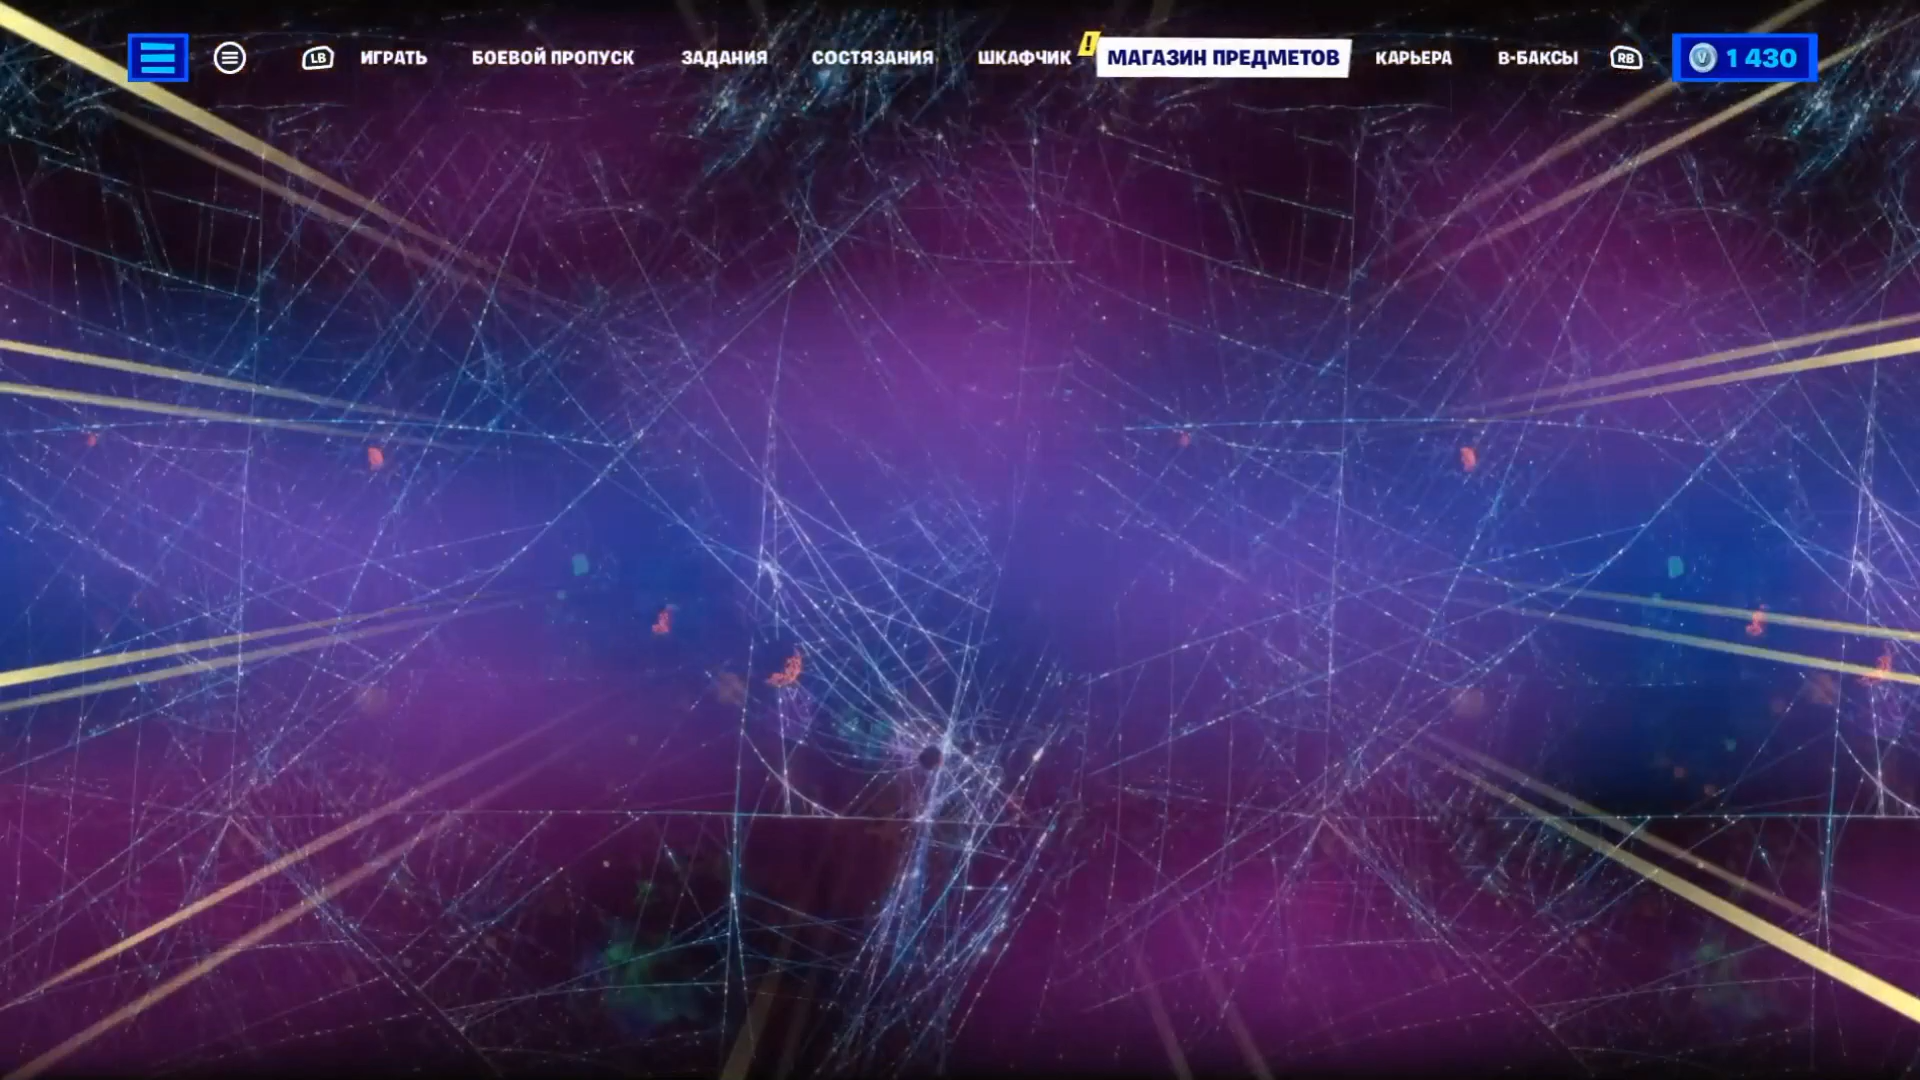 LB ИГРАТЬ БОЕВОЙ ПРОПУСК ЗАДАНИЯ СОСТЯЗАНИЯ ШКАФЧИК ! МАГАЗИН ПРЕДМЕТОВ КАРЬЕРА В-БАКСЫ RB V 1 430